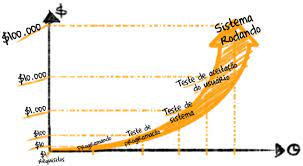 $
$100.000
$10.000
$1.000
$100
$10
$1
Requisitos
Programando
Teste de
programação
Teste de
sistema
Teste de aceitação
do usuário
Sistema
Rodando